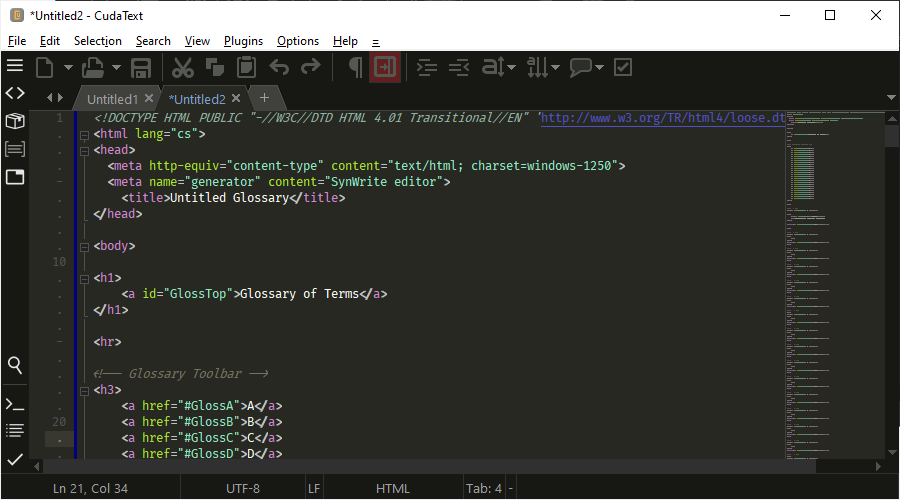 *Untitled2 - CudaText
File Edit Selection Search View Plugins Options Help =
Untitled1 *Untitled2 +
1 <!DOCTYPE HTML PUBLIC "-//W3C//DTD HTML 4.01 Transitional//EN" "http://www.w3.org/TR/html4/loose.dt
<html lang="cs">
<head>
<meta http-equiv="content-type" content="text/html; charset=windows-1250">
<meta name="generator" content="SynWrite editor">
<title>Untitled Glossary</title>
</head>
<body>
10
<h1>
<a id="GlossTop">Glossary of Terms</a>
</h1>
<hr>
<!-- Glossary Toolbar -->
<h3>
<a href="#GlossA">A</a>
20 <a href="#GlossB">B</a>
<a href="#GlossC">C</a>
<a href="#GlossD">D</a>
Ln 21, Col 34 UTF-8 LF HTML Tab: 4 -